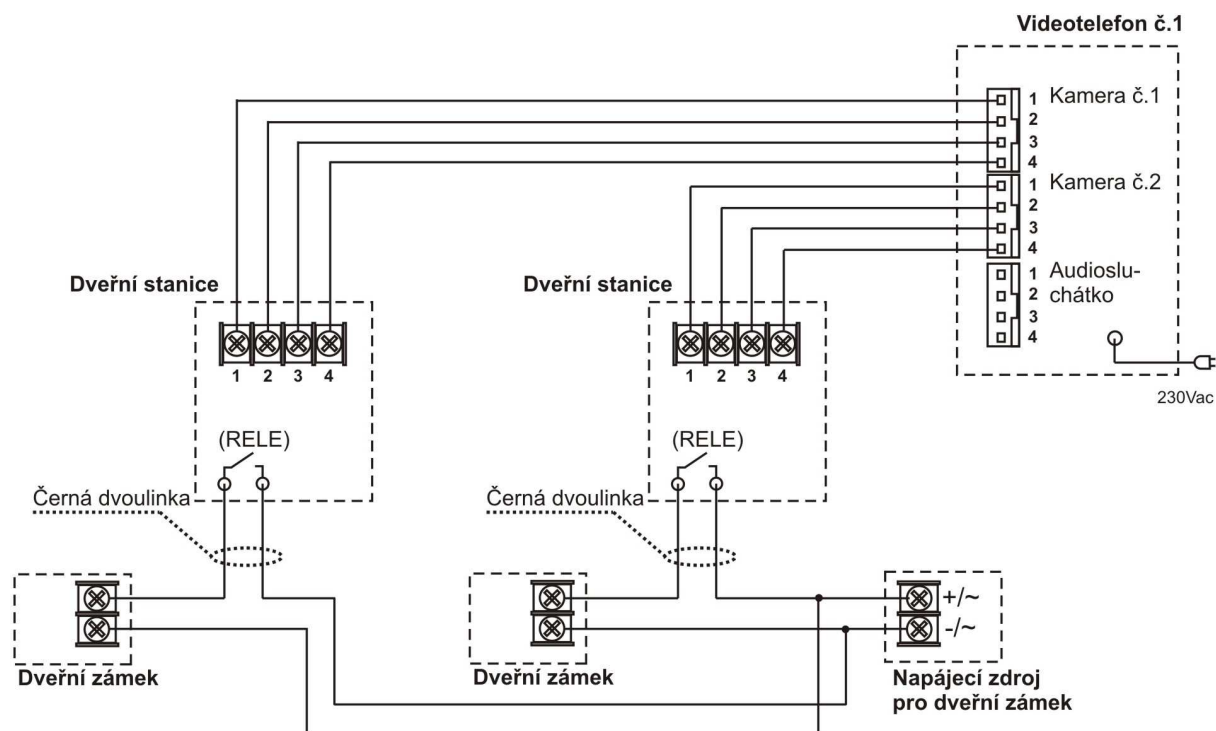 Videotelefon č.1
1 Kamera č.1
2
3
4
1 Kamera č.2
2
3
4
1 Audioslu-
2 chátko
3
4
230Vac
Dveřní stanice
Dveřní stanice
1 2 3 4
1 2 3 4
(RELE)
(RELE)
Černá dvoulinka
Černá dvoulinka
+/~
-/~
Dveřní zámek
Dveřní zámek
Napájecí zdroj
pro dveřní zámek